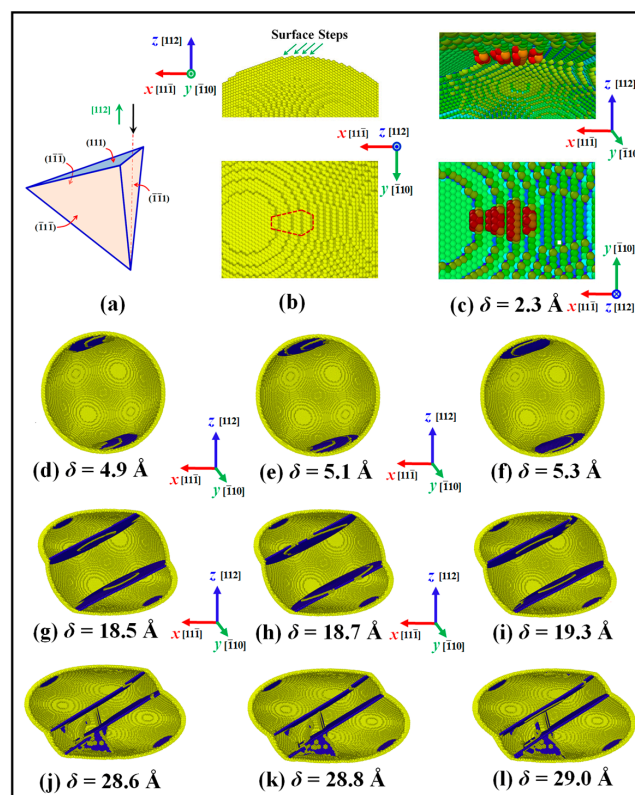 Surface Steps
z [112]
x [111̄] y [1̄10]
[112]
(11̄1̄) (111)
(1̄1̄1)
(1̄11̄)
(a)
z [112]
x [111̄]
y [1̄10]
(b)
z [112]
x [111̄]
y [1̄10]
y [1̄10]
x [111̄]
z [112]
(c) δ = 2.3 Å
z [112]
x [111̄]
y [1̄10]
z [112]
x [111̄]
y [1̄10]
(d) δ = 4.9 Å
(e) δ = 5.1 Å
(f) δ = 5.3 Å
z [112]
x [111̄]
y [1̄10]
z [112]
x [111̄]
y [1̄10]
(g) δ = 18.5 Å
(h) δ = 18.7 Å
(i) δ = 19.3 Å
(j) δ = 28.6 Å
(k) δ = 28.8 Å
(l) δ = 29.0 Å